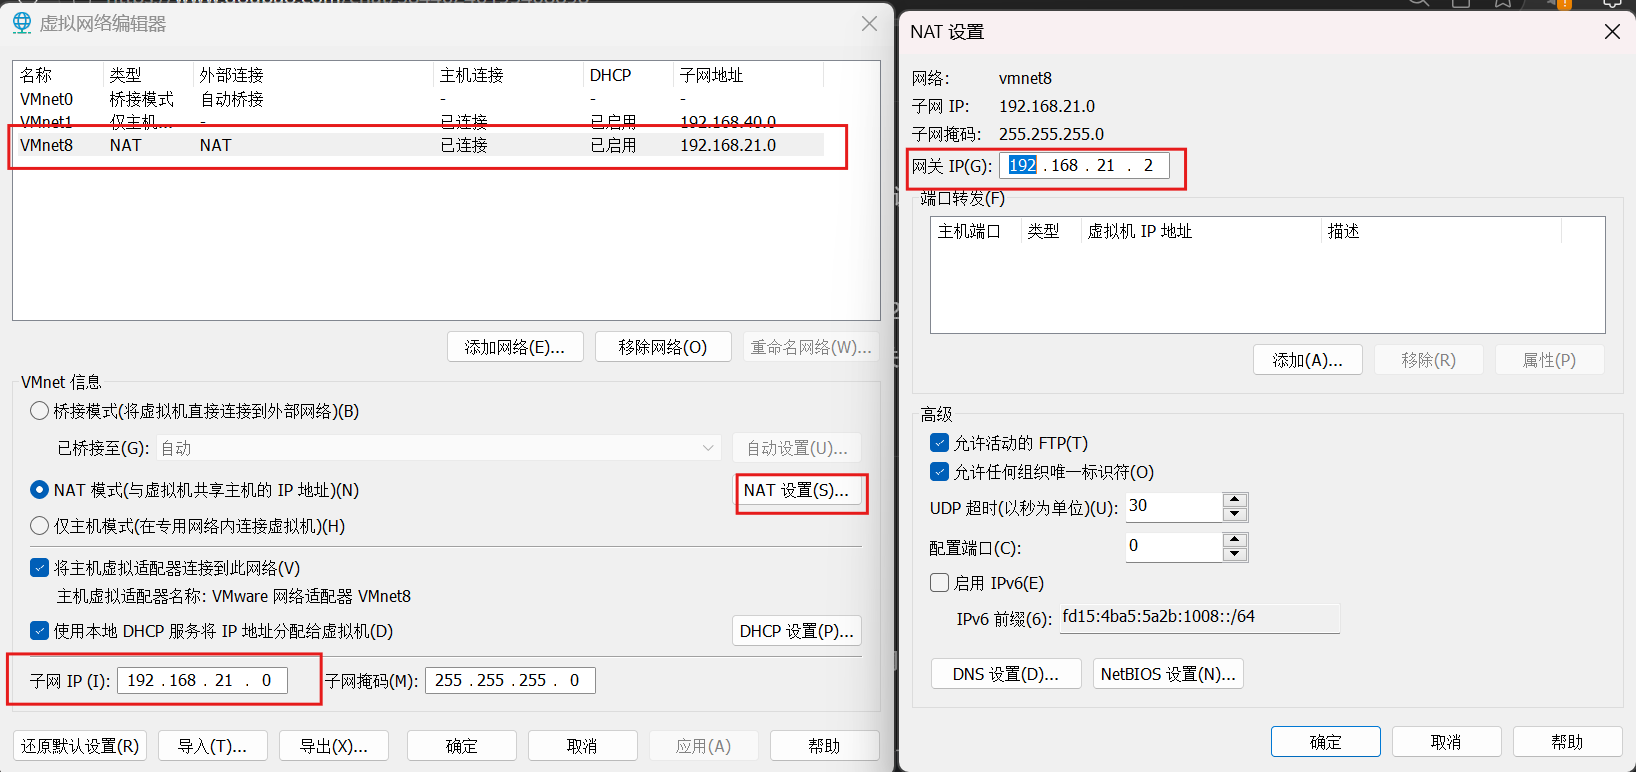 虚拟网络编辑器
名称 类型 外部连接 主机连接 DHCP 子网地址
VMnet0 桥接模式 自动桥接 - - -
VMnet1 仅主机... - 已连接 已启用 192.168.40.0
VMnet8 NAT NAT 已连接 已启用 192.168.21.0
添加网络(E)... 移除网络(O) 重命名网络(W)...
VMnet 信息
桥接模式(将虚拟机直接连接到外部网络)(B)
已桥接至(G): 自动 自动设置(U)...
NAT 模式(与虚拟机共享主机的 IP 地址)(N) NAT 设置(S)...
仅主机模式(在专用网络内连接虚拟机)(H)
将主机虚拟适配器连接到此网络(V)
主机虚拟适配器名称: VMware 网络适配器 VMnet8
使用本地 DHCP 服务将 IP 地址分配给虚拟机(D) DHCP 设置(P)...
子网 IP (I): 192 . 168 . 21 . 0 子网掩码(M): 255 . 255 . 255 . 0
还原默认设置(R) 导入(T)... 导出(X)... 确定 取消 应用(A) 帮助
NAT 设置
网络: vmnet8
子网 IP: 192.168.21.0
子网掩码: 255.255.255.0
网关 IP(G): 192 . 168 . 21 . 2
端口转发(F)
主机端口 类型 虚拟机 IP 地址 描述
添加(A)... 移除(R) 属性(P)
高级
允许活动的 FTP(T)
允许任何组织唯一标识符(O)
UDP 超时(以秒为单位)(U): 30
配置端口(C): 0
启用 IPv6(E)
IPv6 前缀(6): fd15:4ba5:5a2b:1008::/64
DNS 设置(D)... NetBIOS 设置(N)...
确定 取消 帮助